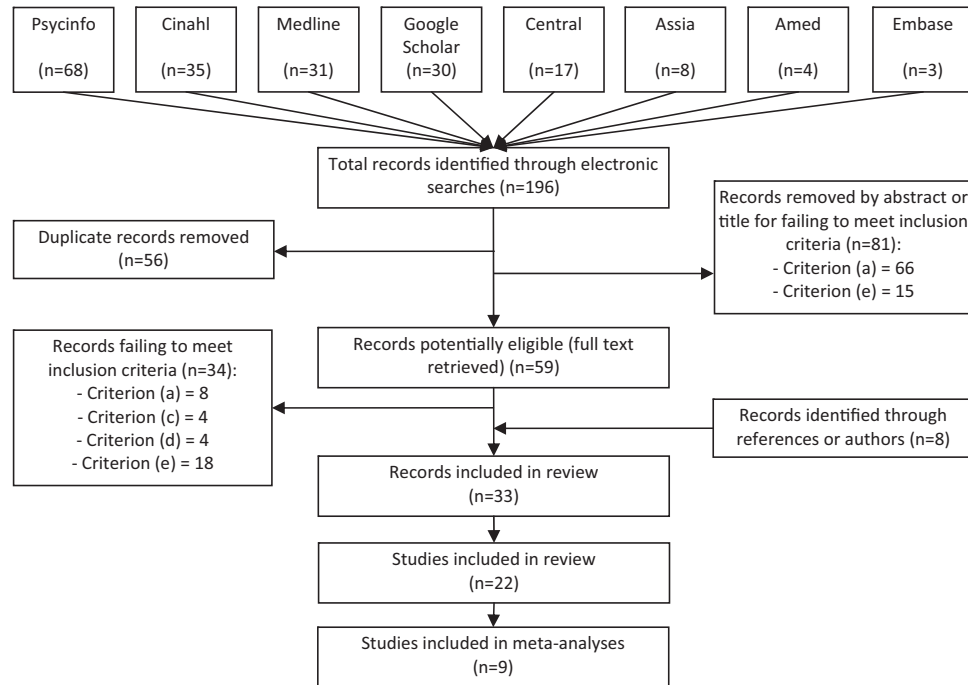 Psycinfo
(n=68)
Cinahl
(n=35)
Medline
(n=31)
Google
Scholar
(n=30)
Central
(n=17)
Assia
(n=8)
Amed
(n=4)
Embase
(n=3)
Total records identified through electronic
searches (n=196)
Duplicate records removed
(n=56)
Records removed by abstract or
title for failing to meet inclusion
criteria (n=81):
- Criterion (a) = 66
- Criterion (e) = 15
Records potentially eligible (full text
retrieved) (n=59)
Records failing to meet
inclusion criteria (n=34):
- Criterion (a) = 8
- Criterion (c) = 4
- Criterion (d) = 4
- Criterion (e) = 18
Records identified through
references or authors (n=8)
Records included in review
(n=33)
Studies included in review
(n=22)
Studies included in meta-analyses
(n=9)